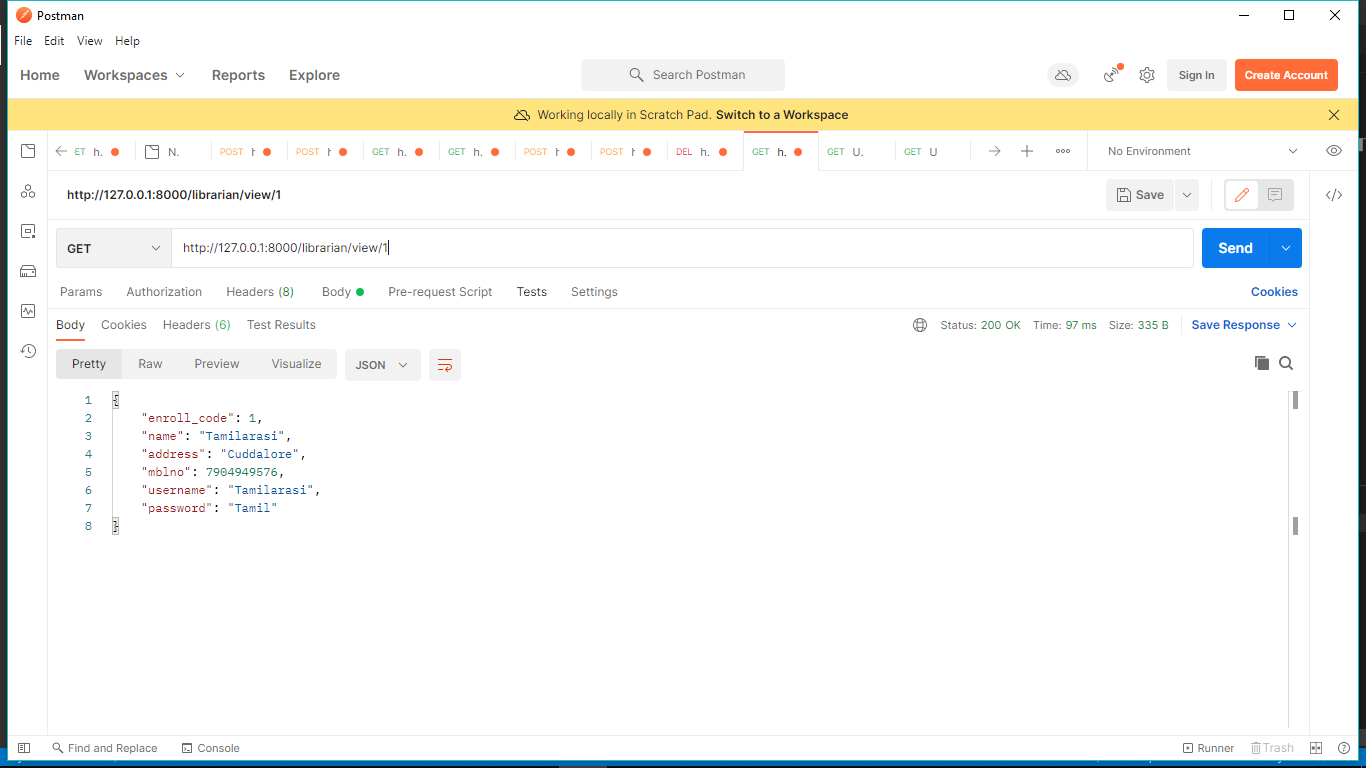 Postman
File Edit View Help
Home Workspaces Reports Explore Search Postman Sign In Create Account
Working locally in Scratch Pad. Switch to a Workspace
ET h. N. POST POST GET h. GET h. POST POST DEL h. GET h. GET U. GET U No Environment
http://127.0.0.1:8000/librarian/view/1 Save
GET http://127.0.0.1:8000/librarian/view/1 Send
Params Authorization Headers (8) Body Pre-request Script Tests Settings Cookies
Body Cookies Headers (6) Test Results Status: 200 OK Time: 97 ms Size: 335 B Save Response
Pretty Raw Preview Visualize JSON
1 {
2 "enroll_code": 1,
3 "name": "Tamilarasi",
4 "address": "Cuddalore",
5 "mblno": 7904949576,
6 "username": "Tamilarasi",
7 "password": "Tamil"
8 }
Find and Replace Console Runner Trash